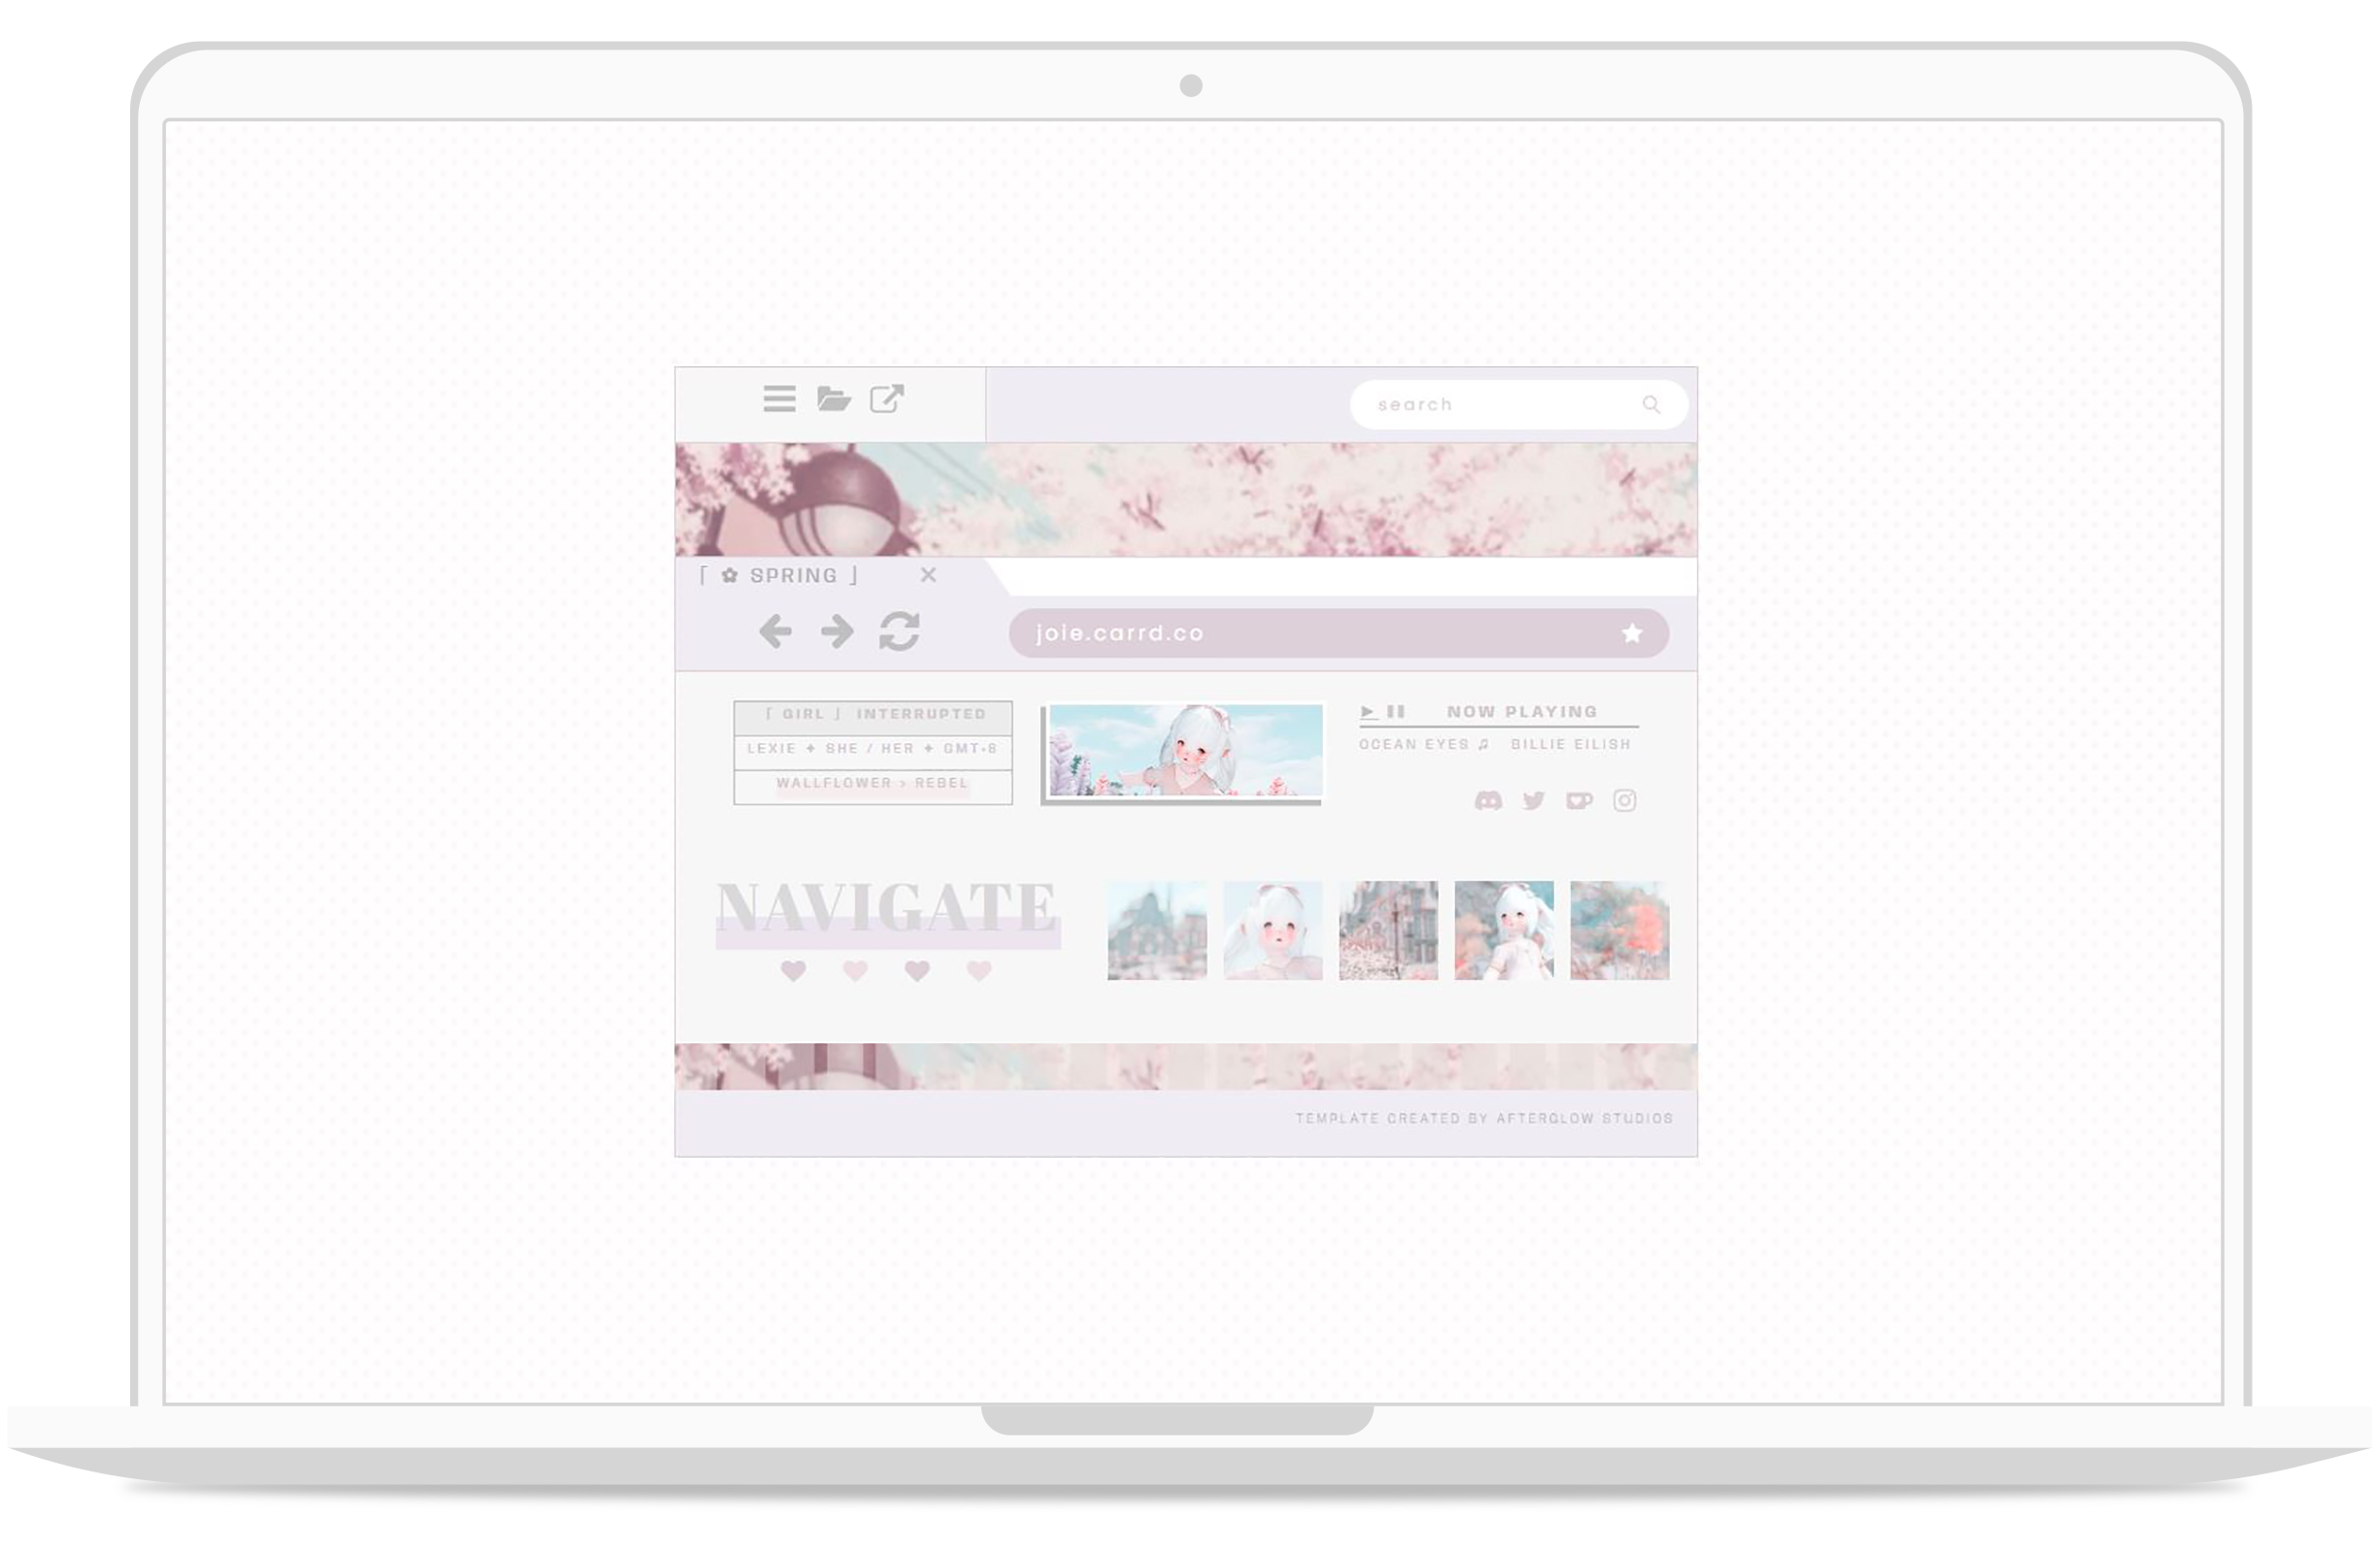 search
⌈ ✿ SPRING ⌋
joie.carrd.co
⌈ GIRL ⌋ INTERRUPTED
LEXIE ✦ SHE / HER ✦ GMT+8
WALLFLOWER > REBEL
NOW PLAYING
OCEAN EYES ♫ BILLIE EILISH
NAVIGATE
TEMPLATE CREATED BY AFTERGLOW STUDIOS